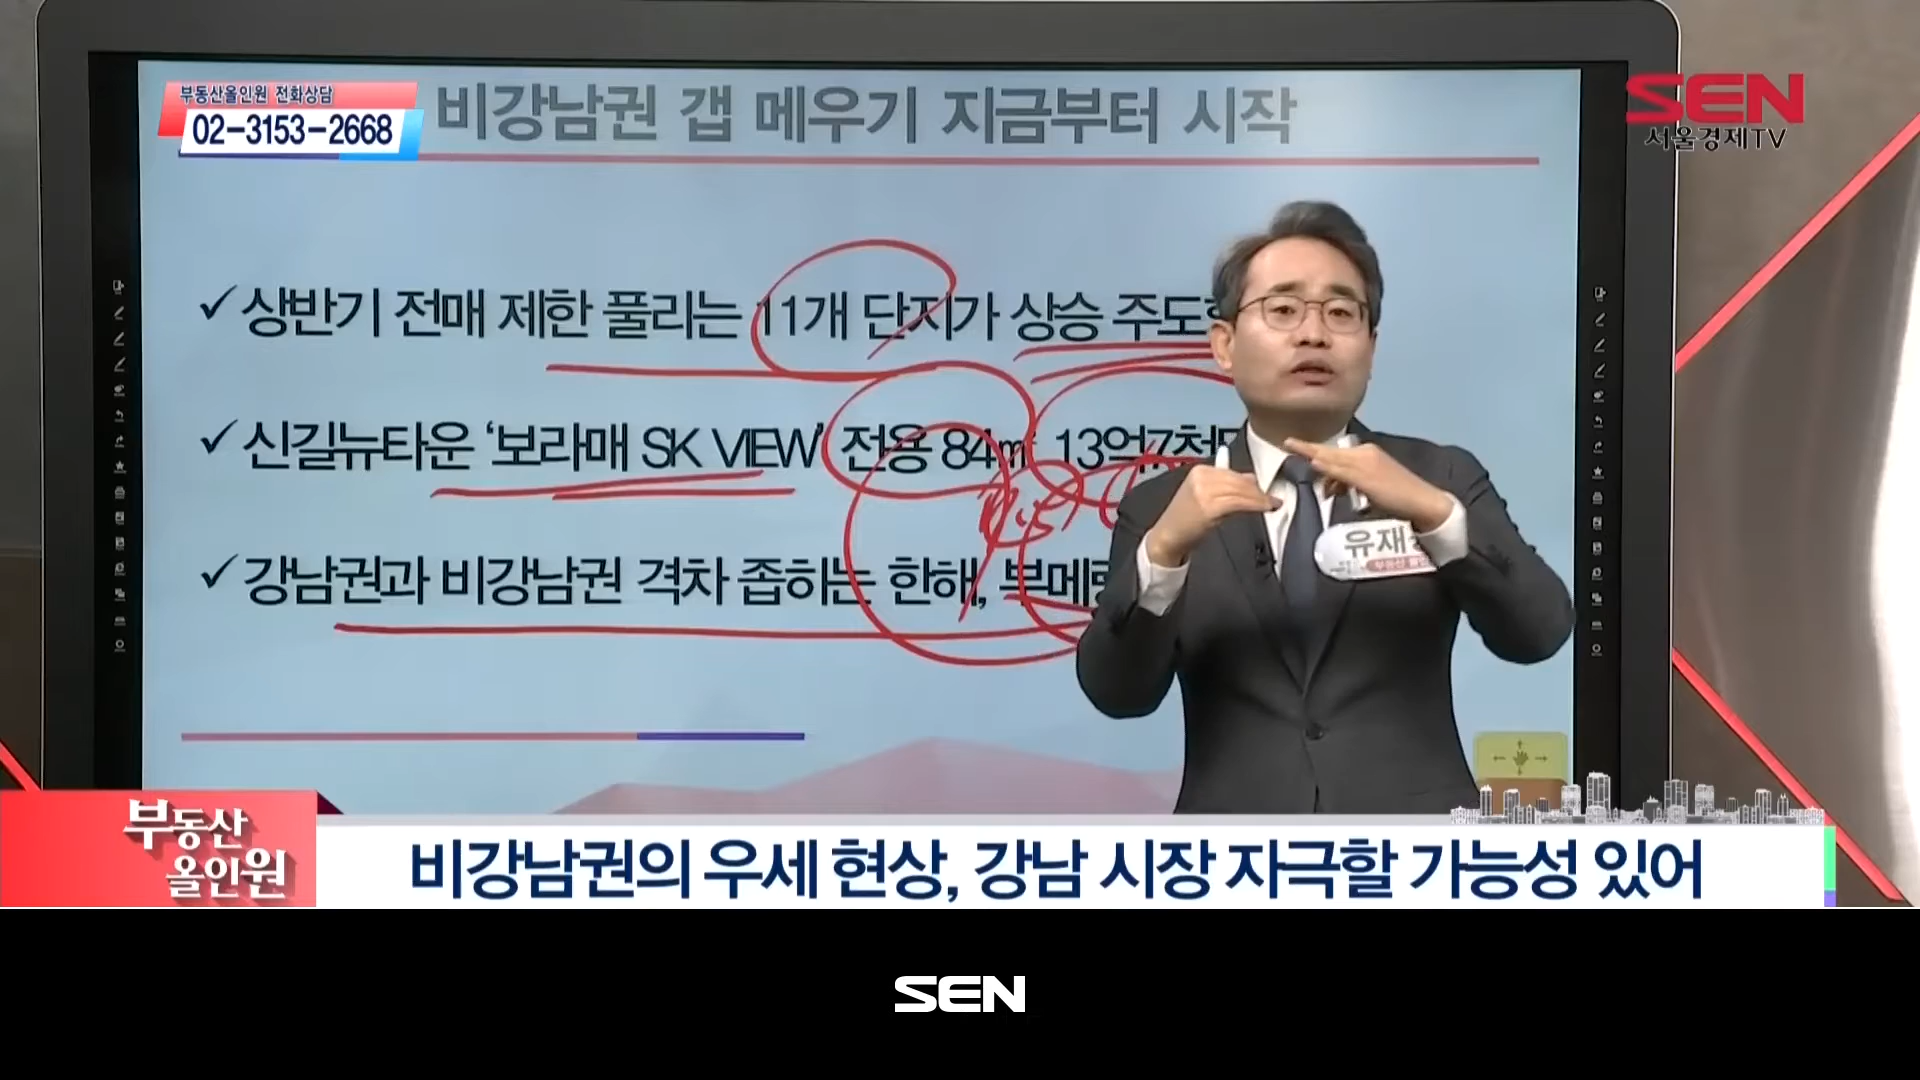 부동산올인원 전화상담
02-3153-2668
비강남권 갭 메우기 지금부터 시작
SEN
서울경제TV
✓상반기 전매 제한 풀리는 11개 단지가 상승
✓신길뉴타운 '보라매 SK VIEW' 전용 84㎡ 13억7천
✓강남권과 비강남권 격차 좁히는 한해,
유재
부동산
올인원
비강남권의 우세 현상, 강남 시장 자극할 가능성 있어
SEN